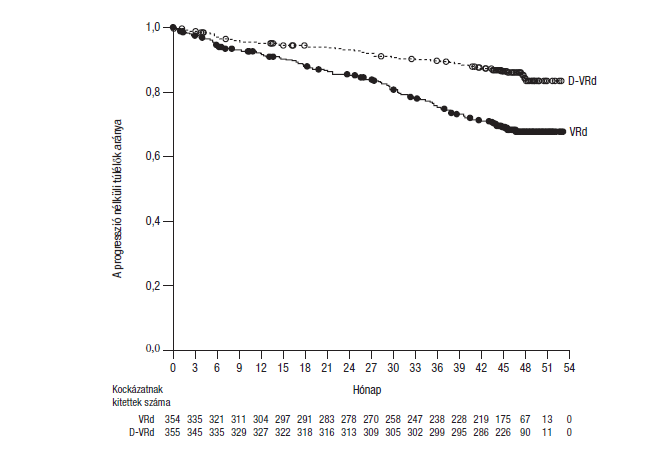 1,0
0,8
0,6
0,4
0,2
0,0
A progresszió nélküli túlélők aránya
D-VRd
VRd
0 3 6 9 12 15 18 21 24 27 30 33 36 39 42 45 48 51 54
Hónap
Kockázatnak
kitettek száma
VRd 354 335 321 311 304 297 291 283 278 270 258 247 238 228 219 175 67 13 0
D-VRd 355 345 335 329 327 322 318 316 313 309 305 302 299 295 286 226 90 11 0